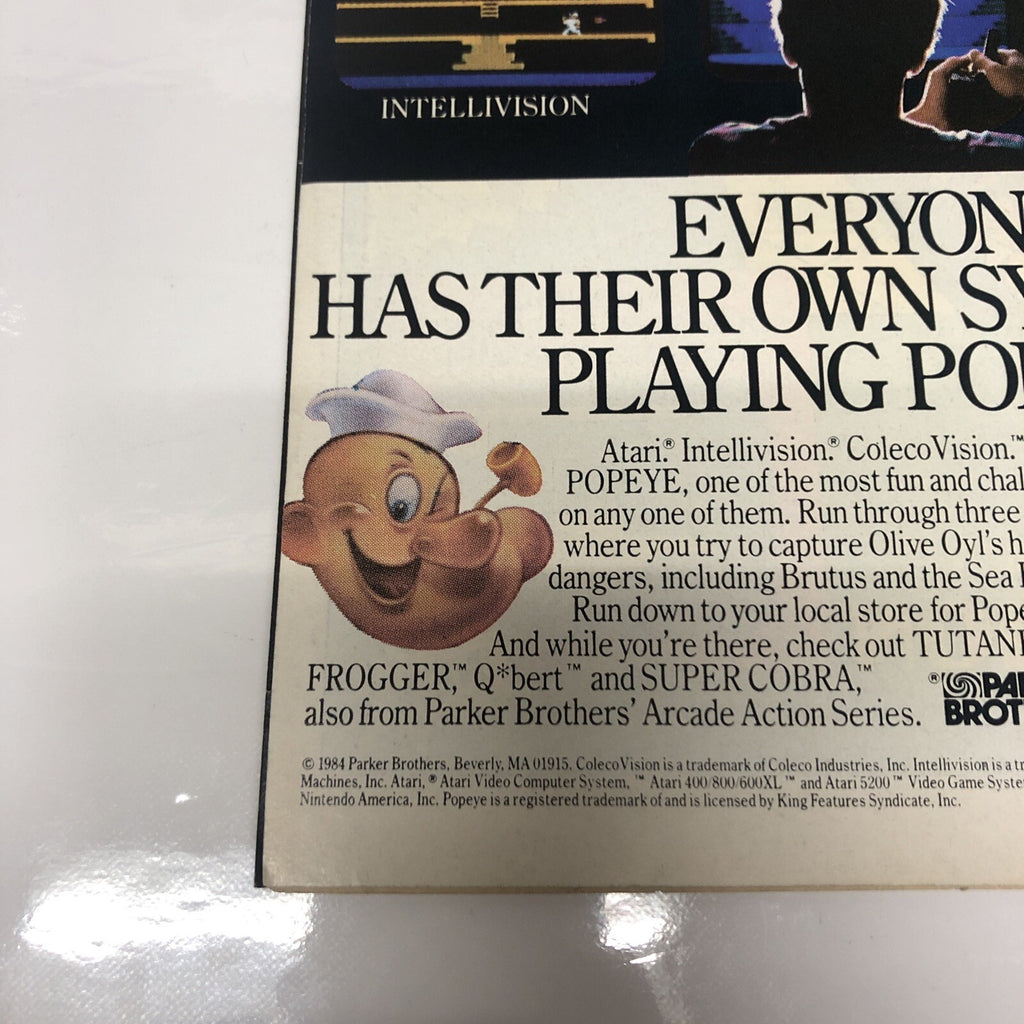 INTELLIVISION
EVERYON
HAS THEIR OWN SY
PLAYING PO
Atari.® Intellivision.® ColecoVision.™
POPEYE, one of the most fun and chal
on any one of them. Run through three
where you try to capture Olive Oyl's h
dangers, including Brutus and the Sea
Run down to your local store for Pope
And while you're there, check out TUTAN
FROGGER,™ Q*bert™ and SUPER COBRA,™
also from Parker Brothers' Arcade Action Series.
® PA
BROT
© 1984 Parker Brothers, Beverly, MA 01915. ColecoVision is a trademark of Coleco Industries, Inc. Intellivision is a tr
Machines, Inc. Atari,® Atari Video Computer System,™ Atari 400/800/600XL™ and Atari 5200™ Video Game Syste
Nintendo America, Inc. Popeye is a registered trademark of and is licensed by King Features Syndicate, Inc.